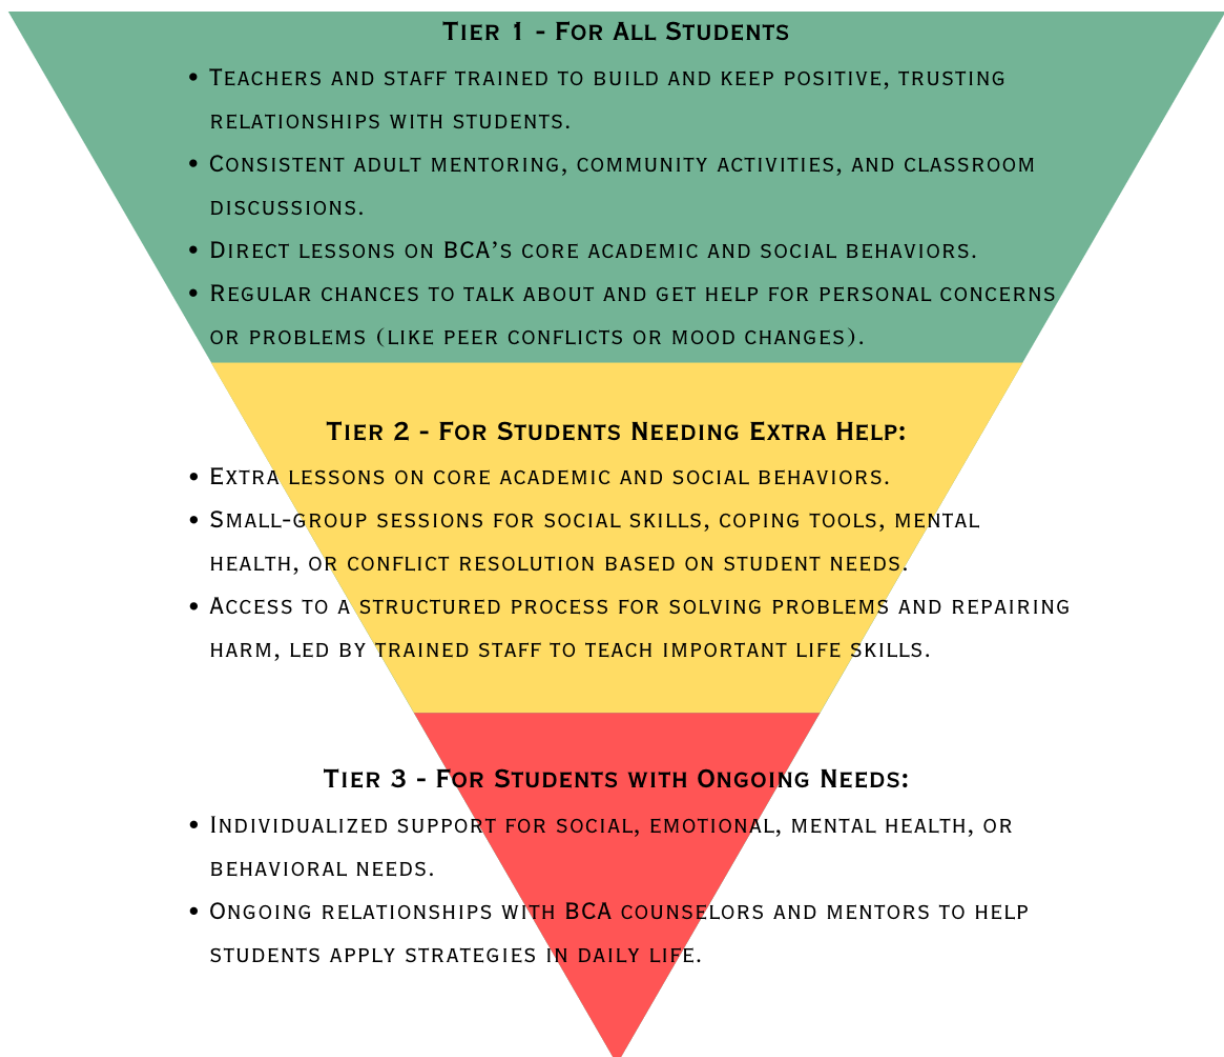 Tier 1 - For All Students
• Teachers and staff trained to build and keep positive, trusting
relationships with students.
• Consistent adult mentoring, community activities, and classroom
discussions.
• Direct lessons on BCA’s core academic and social behaviors.
• Regular chances to talk about and get help for personal concerns
or problems (like peer conflicts or mood changes).
Tier 2 - For Students Needing Extra Help:
• Extra lessons on core academic and social behaviors.
• Small-group sessions for social skills, coping tools, mental
health, or conflict resolution based on student needs.
• Access to a structured process for solving problems and repairing
harm, led by trained staff to teach important life skills.
Tier 3 - For Students with Ongoing Needs:
• Individualized support for social, emotional, mental health, or
behavioral needs.
• Ongoing relationships with BCA counselors and mentors to help
students apply strategies in daily life.